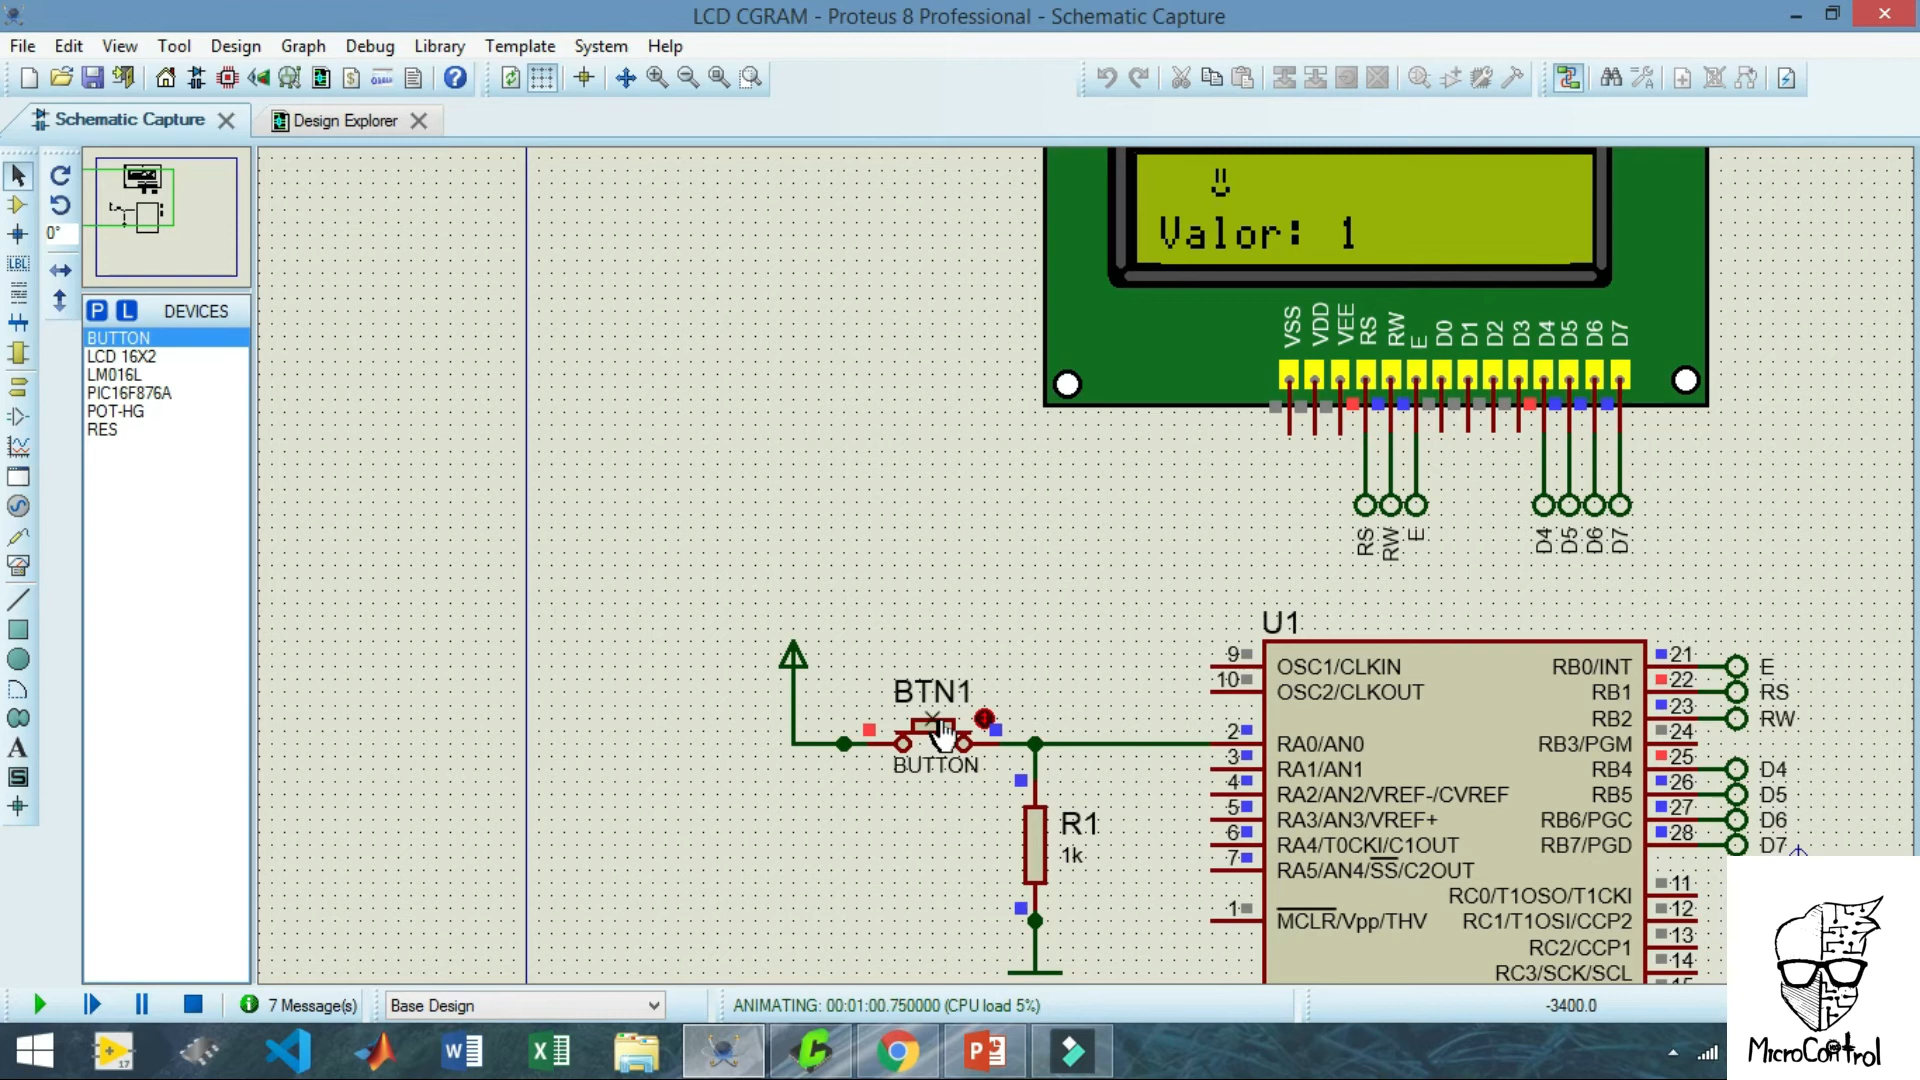 LCD CGRAM - Proteus 8 Professional - Schematic Capture
File Edit View Tool Design Graph Debug Library Template System Help
Schematic Capture
Design Explorer
0°
LBL
P L DEVICES
BUTTON
LCD 16X2
LM016L
PIC16F876A
POT-HG
RES
A
S
Valor: 1
VSS VDD VEE RS RW E D0 D1 D2 D3 D4 D5 D6 D7
RS RW E D4 D5 D6 D7
BTN1
BUTTON
R1
1k
U1
9 OSC1/CLKIN RB0/INT 21 E
10 OSC2/CLKOUT RB1 22 RS
RB2 23 RW
2 RA0/AN0 RB3/PGM 24
3 RA1/AN1 RB4 25 D4
4 RA2/AN2/VREF-/CVREF RB5 26 D5
5 RA3/AN3/VREF+ RB6/PGC 27 D6
6 RA4/T0CKI/C1OUT RB7/PGD 28 D7
7 RA5/AN4/SS/C2OUT
RC0/T1OSO/T1CKI 11
1 MCLR/Vpp/THV RC1/T1OSI/CCP2 12
RC2/CCP1 13
RC3/SCK/SCL 14
7 Message(s)
Base Design
ANIMATING: 00:01:00.750000 (CPU load 5%)
-3400.0
17
MicroControl